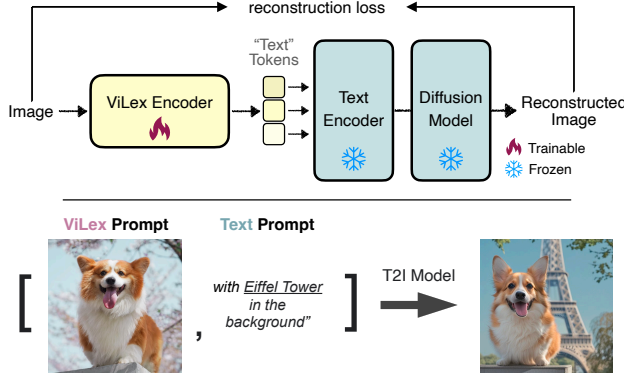 reconstruction loss
“Text”
Tokens
Image
ViLex Encoder
Text
Encoder
Diffusion
Model
Reconstructed
Image
Trainable
Frozen
ViLex Prompt
Text Prompt
[
,
with Eiffel Tower
in the
background”
]
T2I Model